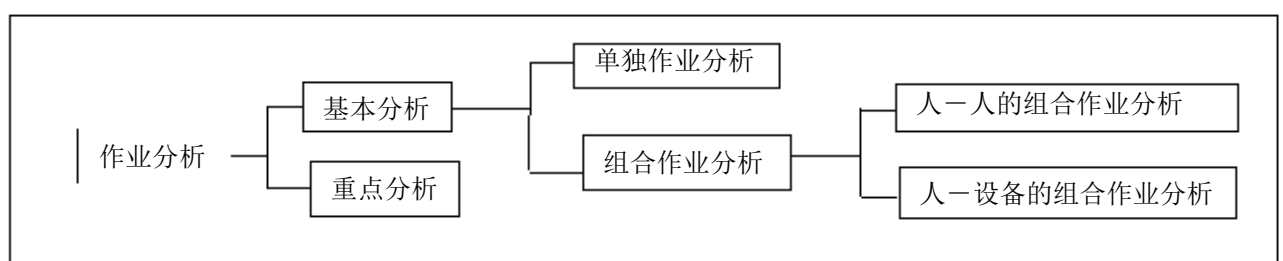 单独作业分析
基本分析
人－人的组合作业分析
作业分析
组合作业分析
重点分析
人－设备的组合作业分析